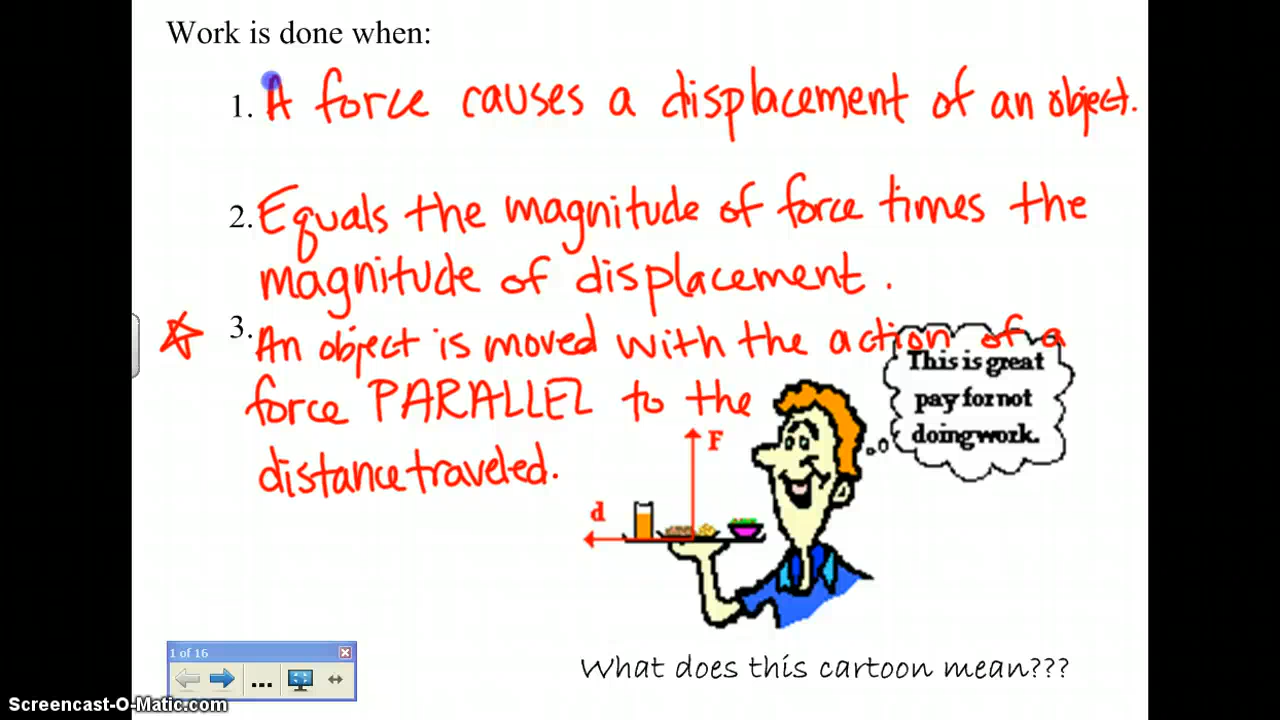 Work is done when:
1. A force causes a displacement of an object.
2. Equals the magnitude of force times the
magnitude of displacement.
3. An object is moved with the action of a
force PARALLEL to the
distance traveled.
This is great
pay for not
doing work.
F
d
What does this cartoon mean???
1 of 16
...
Screencast-O-Matic.com